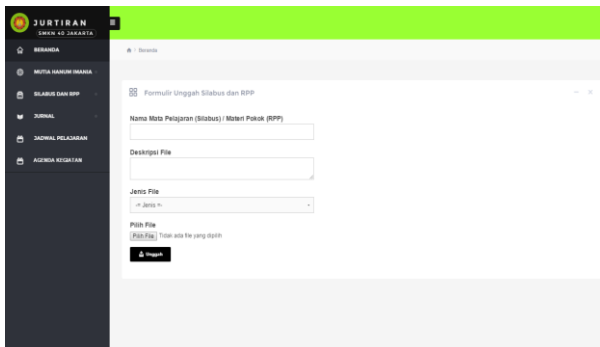 JURTIRAN
SMKN 40 JAKARTA
BERANDA
MUTIA HANUM IMANIA
SILABUS DAN RPP
JURNAL
JADWAL PELAJARAN
AGENDA KEGIATAN
/ Beranda
Formulir Unggah Silabus dan RPP
Nama Mata Pelajaran (Silabus) / Materi Pokok (RPP)
Deskripsi File
Jenis File
-= Jenis =-
Pilih File
Pilih File Tidak ada file yang dipilih
Unggah